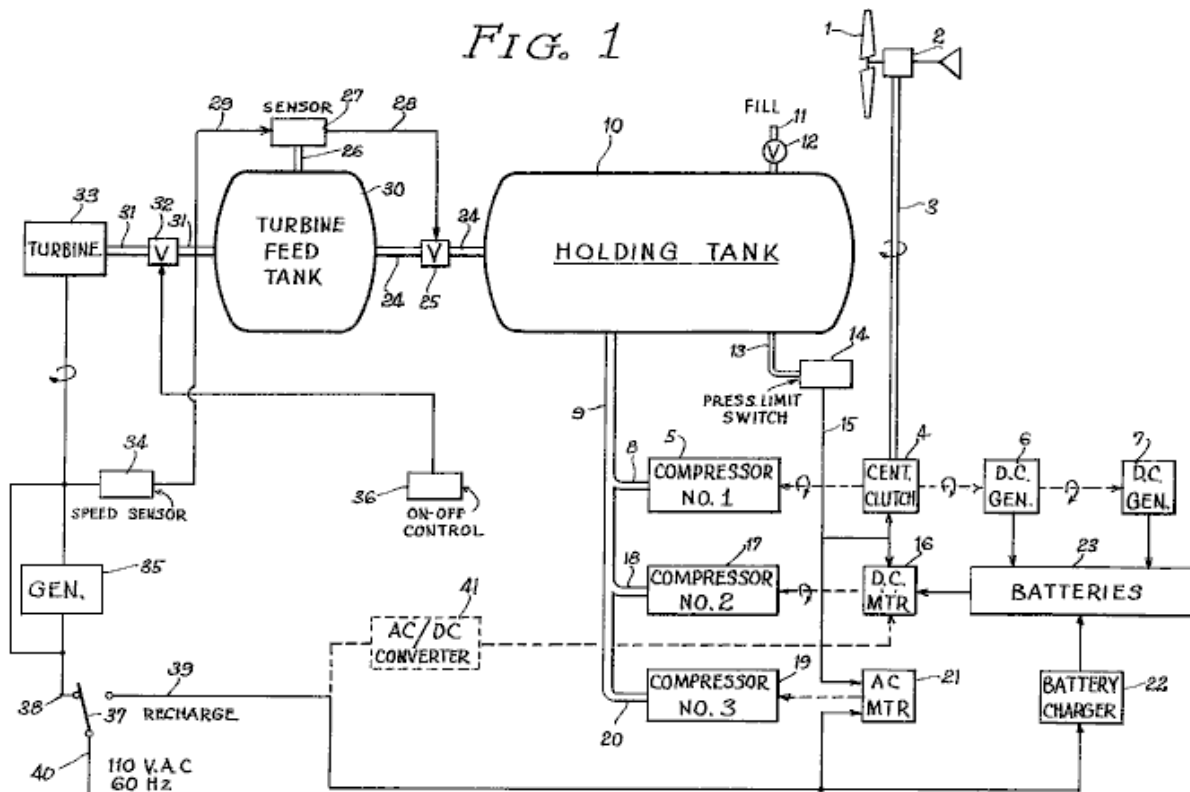 FIG. 1
1
2
29
SENSOR
27
28
26
FILL
11
12
V
10
30
3
33
TURBINE
31
32
V
31
TURBINE
FEED
TANK
24
V
25
24
HOLDING TANK
13
14
PRESS. LIMIT
SWITCH
9
15
34
SPEED SENSOR
36
ON-OFF
CONTROL
8
5
COMPRESSOR
NO. 1
4
CENT.
CLUTCH
6
D.C.
GEN.
7
D.C.
GEN.
35
GEN.
18
17
COMPRESSOR
NO. 2
16
D.C.
MTR
23
BATTERIES
41
AC/DC
CONVERTER
38
37
39
RECHARGE
20
19
COMPRESSOR
NO. 3
21
AC
MTR
BATTERY
CHARGER
22
40
110 V.A.C
60 HZ